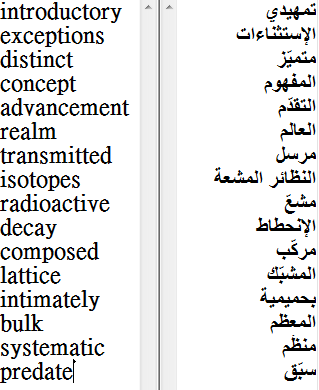 introductory
exceptions
distinct
concept
advancement
realm
transmitted
isotopes
radioactive
decay
composed
lattice
intimately
bulk
systematic
predate
تمهيدي
الإستثناءات
متميَز
المفهوم
التقدَم
العالم
مرسل
النظائر المشعة
مشعَ
الإنحطاط
مركَب
المشبَك
بحميمية
المعظم
منظَم
سبَق